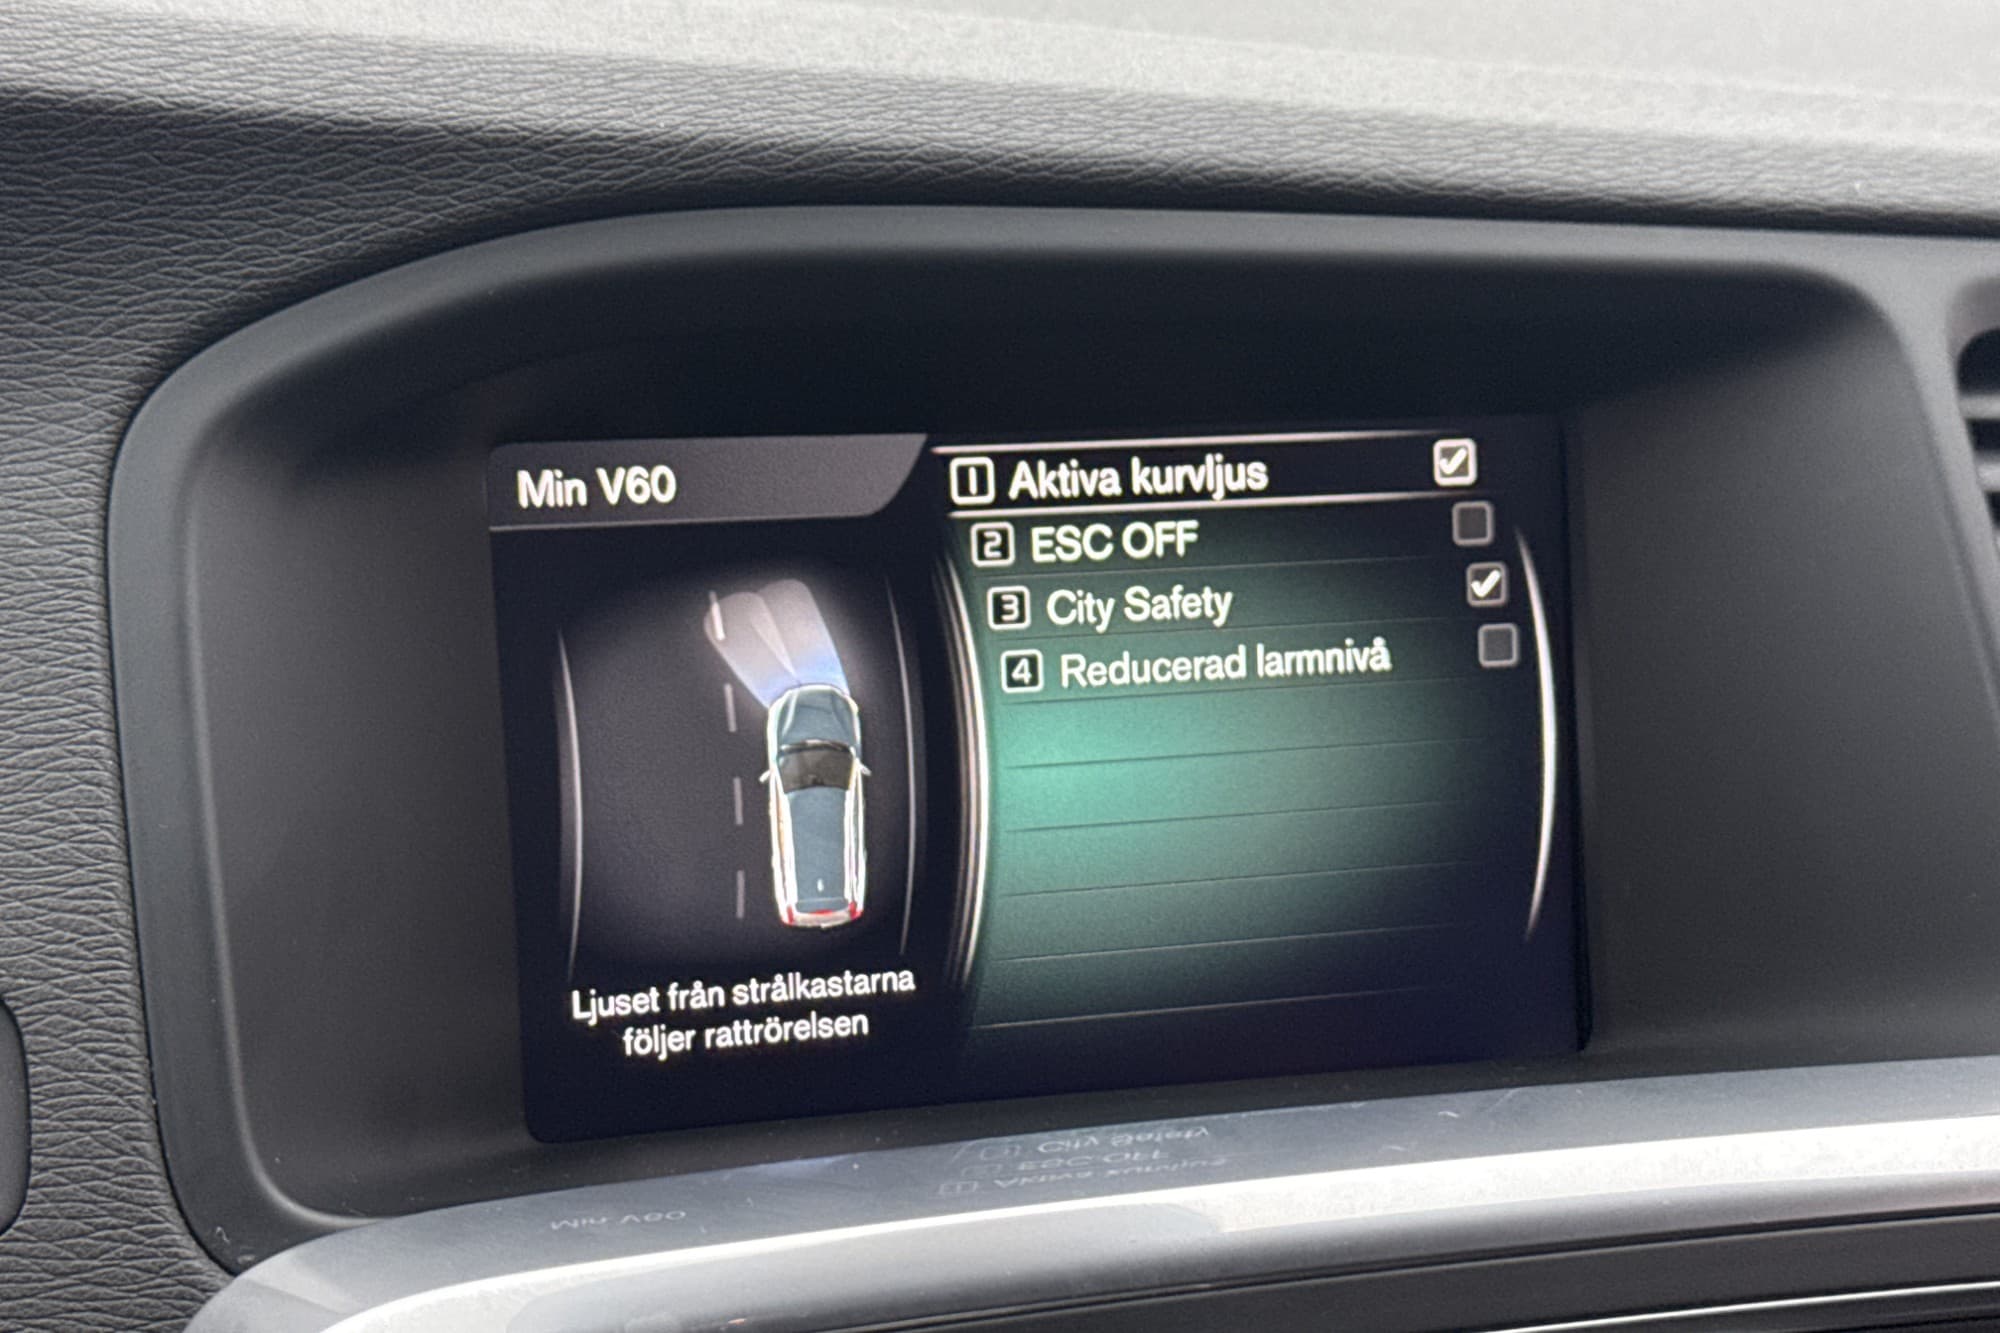 Min V60
1 Aktiva kurvljus
2 ESC OFF
3 City Safety
4 Reducerad larmnivå
Ljuset från strålkastarna
följer rattrörelsen